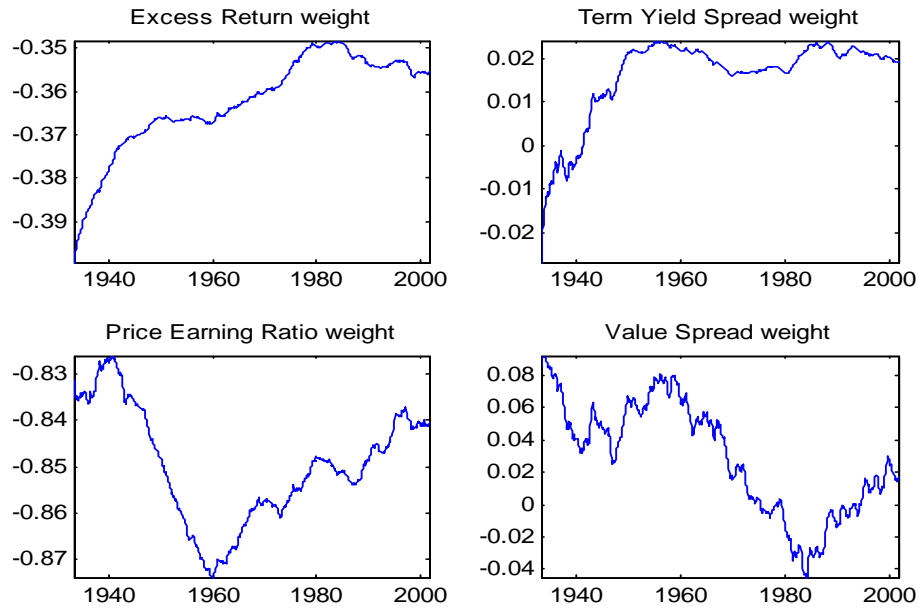 Excess Return weight
-0.35
-0.36
-0.37
-0.38
-0.39
1940 1960 1980 2000
Term Yield Spread weight
0.02
0.01
0
-0.01
-0.02
1940 1960 1980 2000
Price Earning Ratio weight
-0.83
-0.84
-0.85
-0.86
-0.87
1940 1960 1980 2000
Value Spread weight
0.08
0.06
0.04
0.02
0
-0.02
-0.04
1940 1960 1980 2000